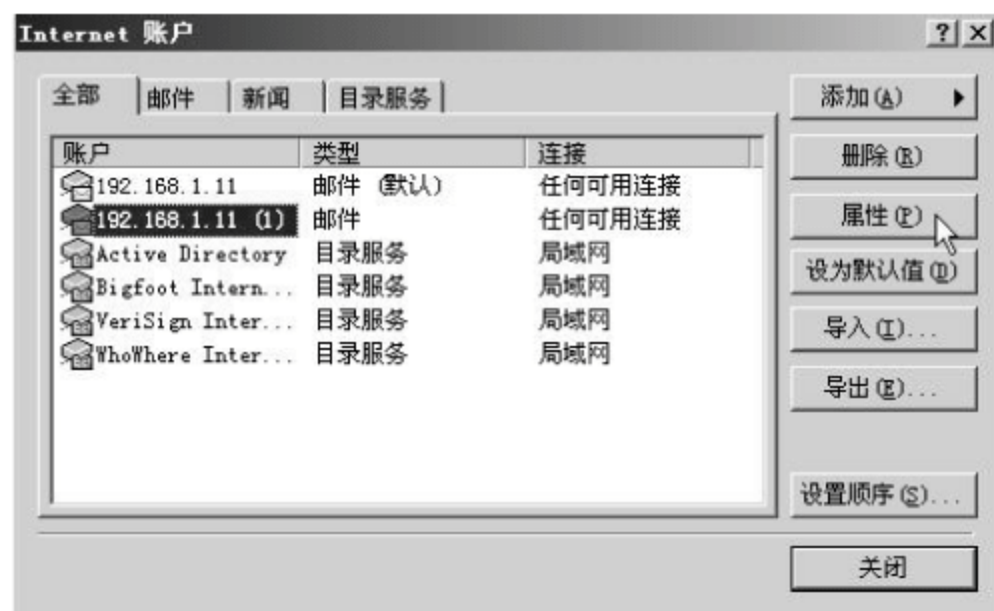 Internet 账户
全部 邮件 新闻 目录服务
账户 类型 连接
192.168.1.11 邮件 (默认) 任何可用连接
192.168.1.11 (1) 邮件 任何可用连接
Active Directory 目录服务 局域网
Bigfoot Intern... 目录服务 局域网
VeriSign Inter... 目录服务 局域网
WhoWhere Inter... 目录服务 局域网
添加(A)
删除(R)
属性(P)
设为默认值(D)
导入(I)...
导出(E)...
设置顺序(S)...
关闭